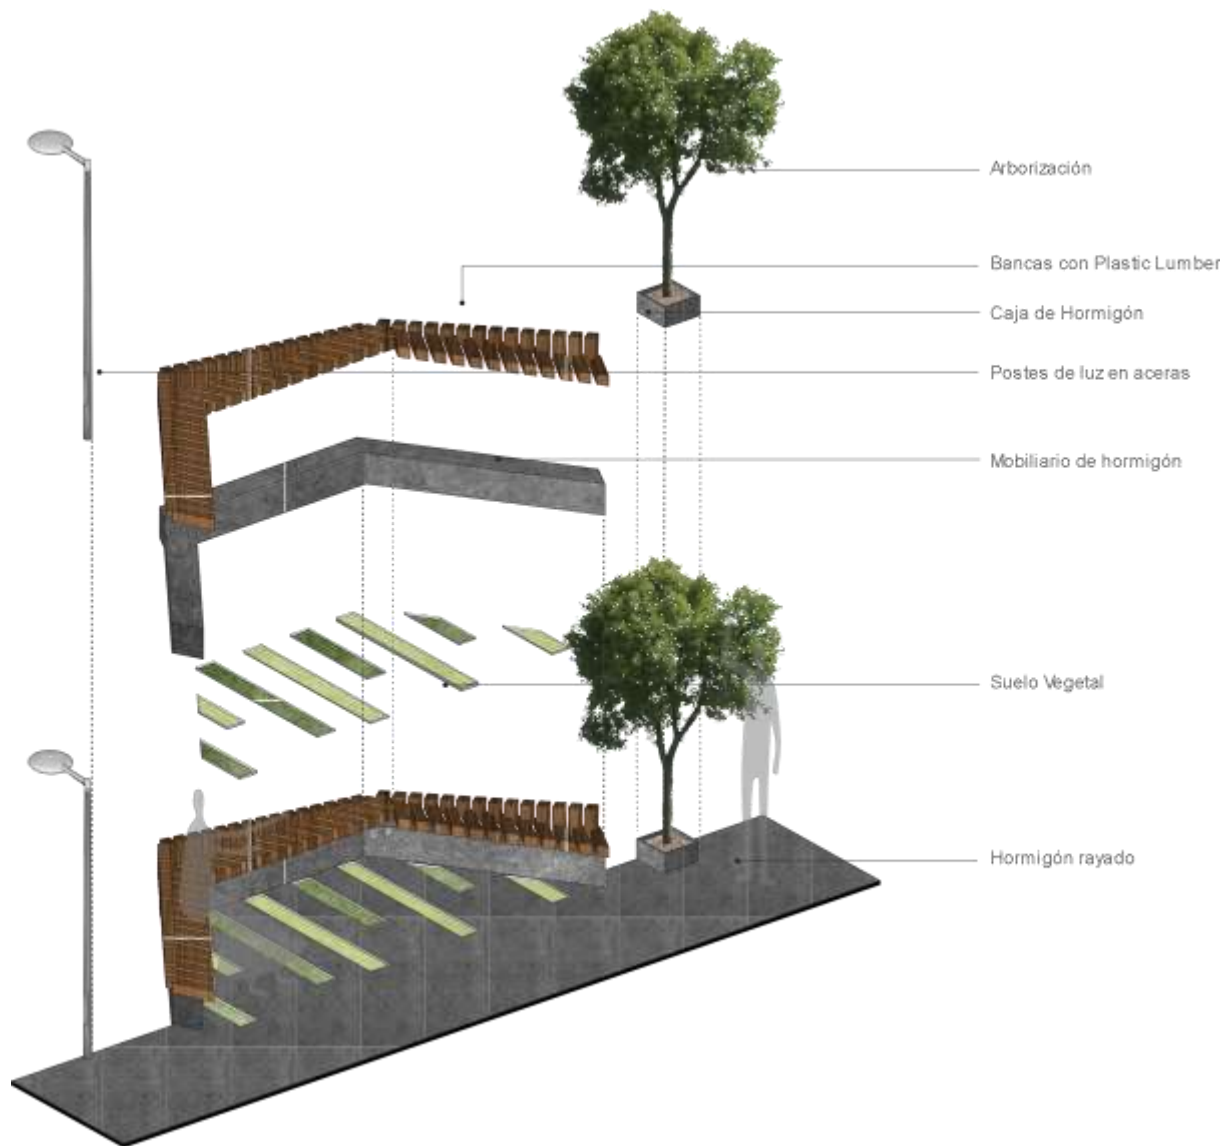 Arborización
Bancas con Plastic Lumber
Caja de Hormigón
Postes de luz en aceras
Mobiliario de hormigón
Suelo Vegetal
Hormigón rayado